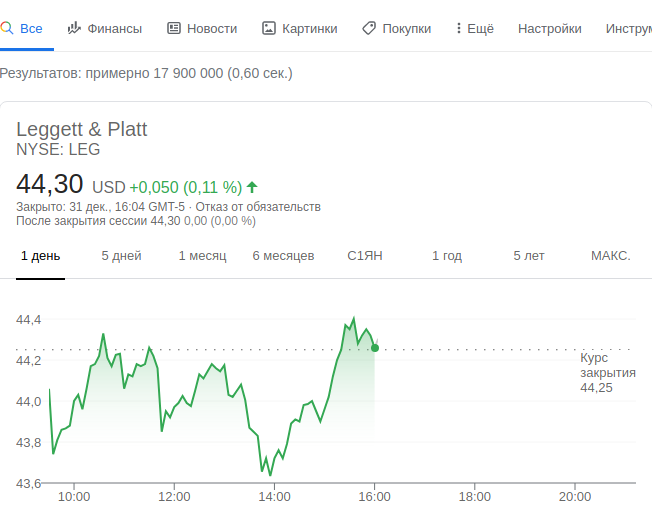 Все Финансы Новости Картинки Покупки Ещё Настройки Инструм
Результатов: примерно 17 900 000 (0,60 сек.)
Leggett & Platt
NYSE: LEG
44,30 USD +0,050 (0,11 %)
Закрыто: 31 дек., 16:04 GMT-5 · Отказ от обязательств
После закрытия сессии 44,30 0,00 (0,00 %)
1 день 5 дней 1 месяц 6 месяцев С1ЯН 1 год 5 лет МАКС.
44,4
44,2
44,0
43,8
43,6
Курс
закрытия
44,25
10:00 12:00 14:00 16:00 18:00 20:00